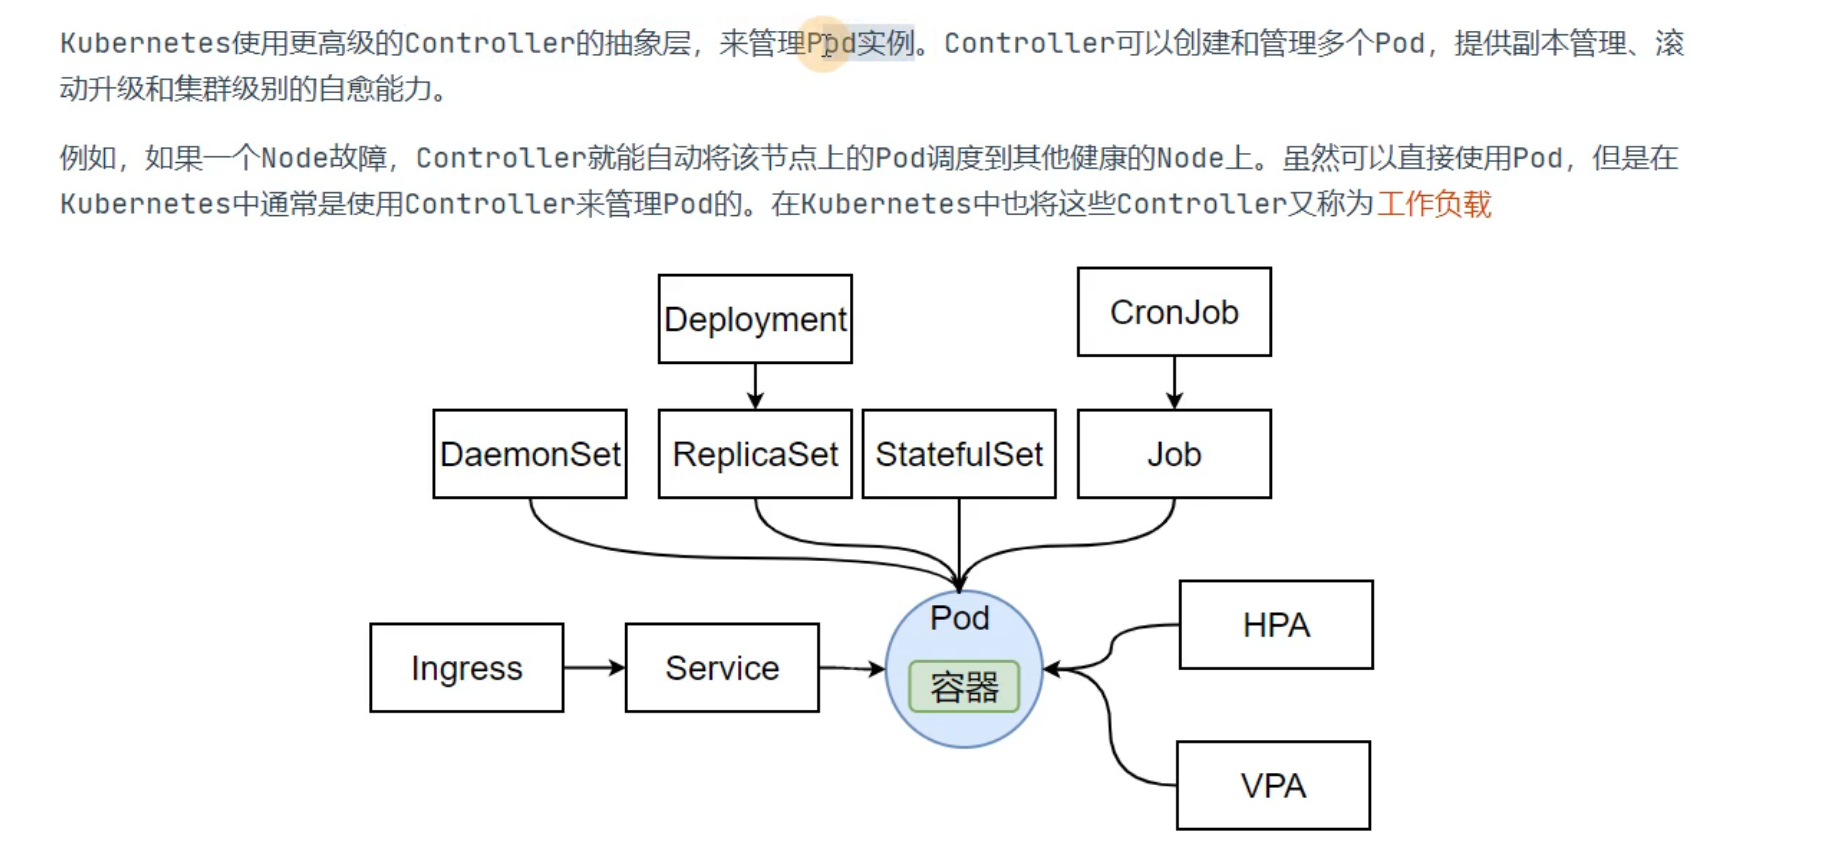 Kubernetes使用更高级的Controller的抽象层，来管理Pod实例。Controller可以创建和管理多个Pod，提供副本管理、滚
动升级和集群级别的自愈能力。
例如，如果一个Node故障，Controller就能自动将该节点上的Pod调度到其他健康的Node上。虽然可以直接使用Pod，但是在
Kubernetes中通常是使用Controller来管理Pod的。在Kubernetes中也将这些Controller又称为工作负载
Deployment
CronJob
DaemonSet
ReplicaSet
StatefulSet
Job
Pod
容器
Ingress
Service
HPA
VPA